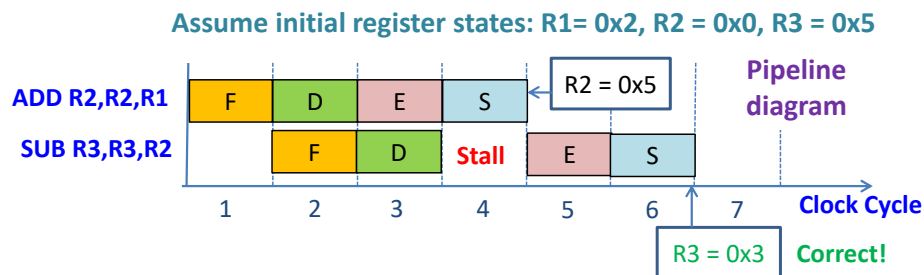 Assume initial register states: R1= 0x2, R2 = 0x0, R3 = 0x5
Pipeline
diagram
ADD R2,R2,R1
F
D
E
S
R2 = 0x5
SUB R3,R3,R2
F
D
Stall
E
S
1
2
3
4
5
6
7
Clock Cycle
R3 = 0x3
Correct!